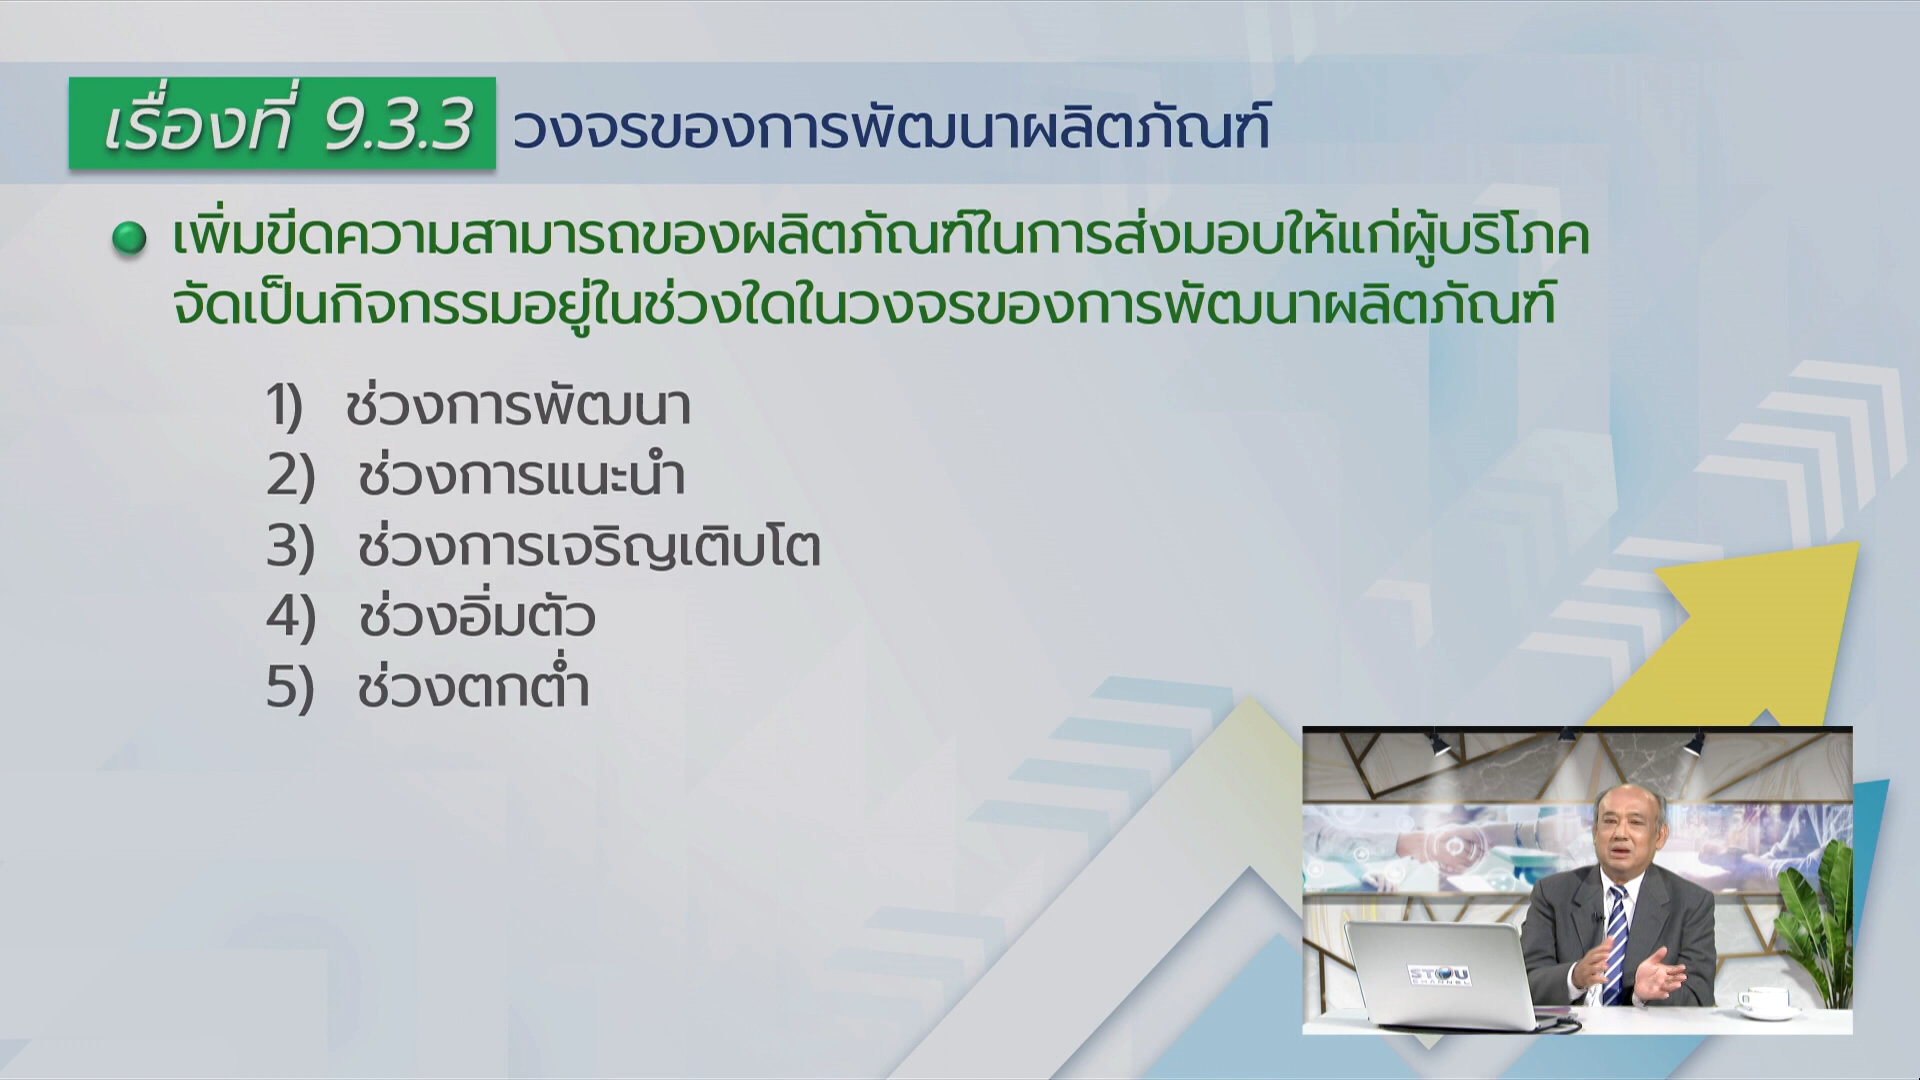 เรื่องที่ 9.3.3 วงจรของการพัฒนาผลิตภัณฑ์
เพิ่มขีดความสามารถของผลิตภัณฑ์ในการส่งมอบให้แก่ผู้บริโภค
จัดเป็นกิจกรรมอยู่ในช่วงใดในวงจรของการพัฒนาผลิตภัณฑ์
1) ช่วงการพัฒนา
2) ช่วงการแนะนำ
3) ช่วงการเจริญเติบโต
4) ช่วงอิ่มตัว
5) ช่วงตกต่ำ
STOU
CHANNEL